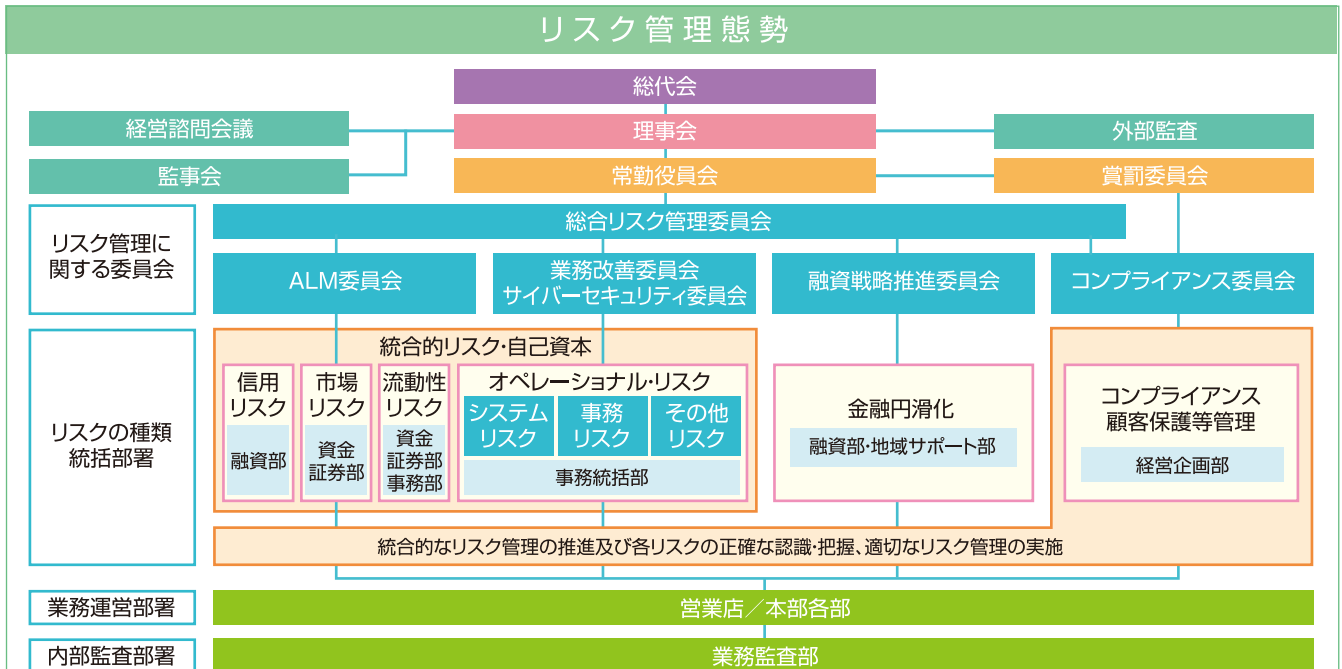 リスク管理態勢
総代会
経営諮問会議
理事会
外部監査
監事会
常勤役員会
賞罰委員会
リスク管理に
関する委員会
総合リスク管理委員会
ALM委員会
業務改善委員会
サイバーセキュリティ委員会
融資戦略推進委員会
コンプライアンス委員会
リスクの種類
統括部署
統合的リスク･自己資本
信用
リスク
融資部
市場
リスク
資金
証券部
流動性
リスク
資金
証券部
事務部
オペレーショナル･リスク
システム
リスク
事務
リスク
その他
リスク
事務統括部
金融円滑化
融資部･地域サポート部
コンプライアンス
顧客保護等管理
経営企画部
統合的なリスク管理の推進及び各リスクの正確な認識･把握、適切なリスク管理の実施
業務運営部署
営業店／本部各部
内部監査部署
業務監査部